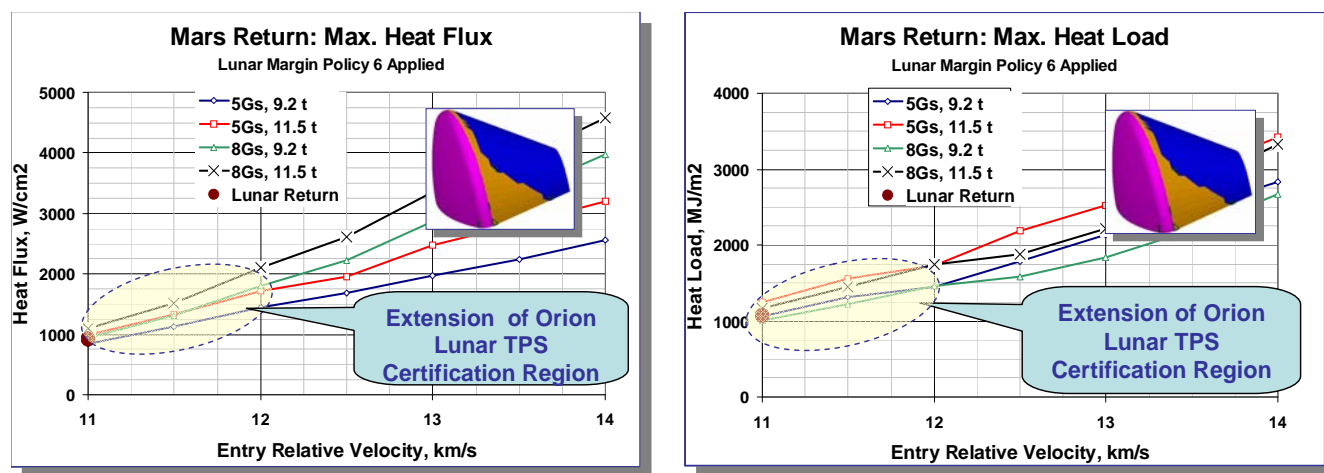 Mars Return: Max. Heat Flux
Lunar Margin Policy 6 Applied
5000
4000
3000
2000
1000
0
Heat Flux, W/cm2
5Gs, 9.2 t
5Gs, 11.5 t
8Gs, 9.2 t
8Gs, 11.5 t
Lunar Return
Extension of Orion
Lunar TPS
Certification Region
11 12 13 14
Entry Relative Velocity, km/s
Mars Return: Max. Heat Load
Lunar Margin Policy 6 Applied
4000
3000
2000
1000
0
Heat Load, MJ/m2
5Gs, 9.2 t
5Gs, 11.5 t
8Gs, 9.2 t
8Gs, 11.5 t
Lunar Return
Extension of Orion
Lunar TPS
Certification Region
11 12 13 14
Entry Relative Velocity, km/s